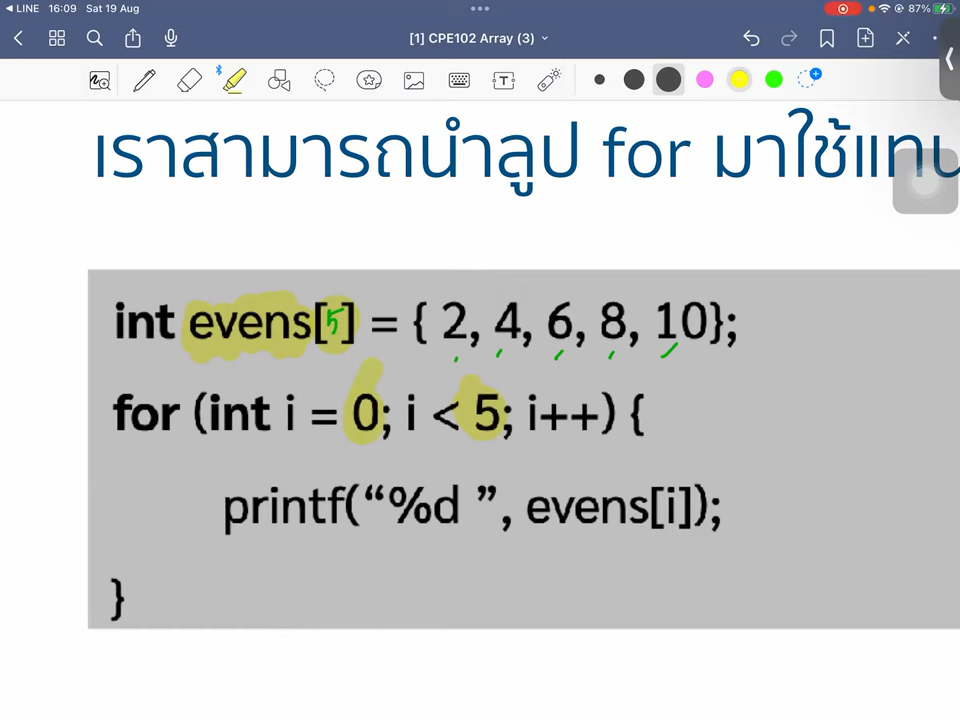 LINE 16:09 Sat 19 Aug 87%
[1] CPE102 Array (3)
เราสามารถนำลูป for มาใช้แทน
int evens[5] = { 2, 4, 6, 8, 10};
for (int i = 0; i < 5; i++) {
printf(“%d ”, evens[i]);
}